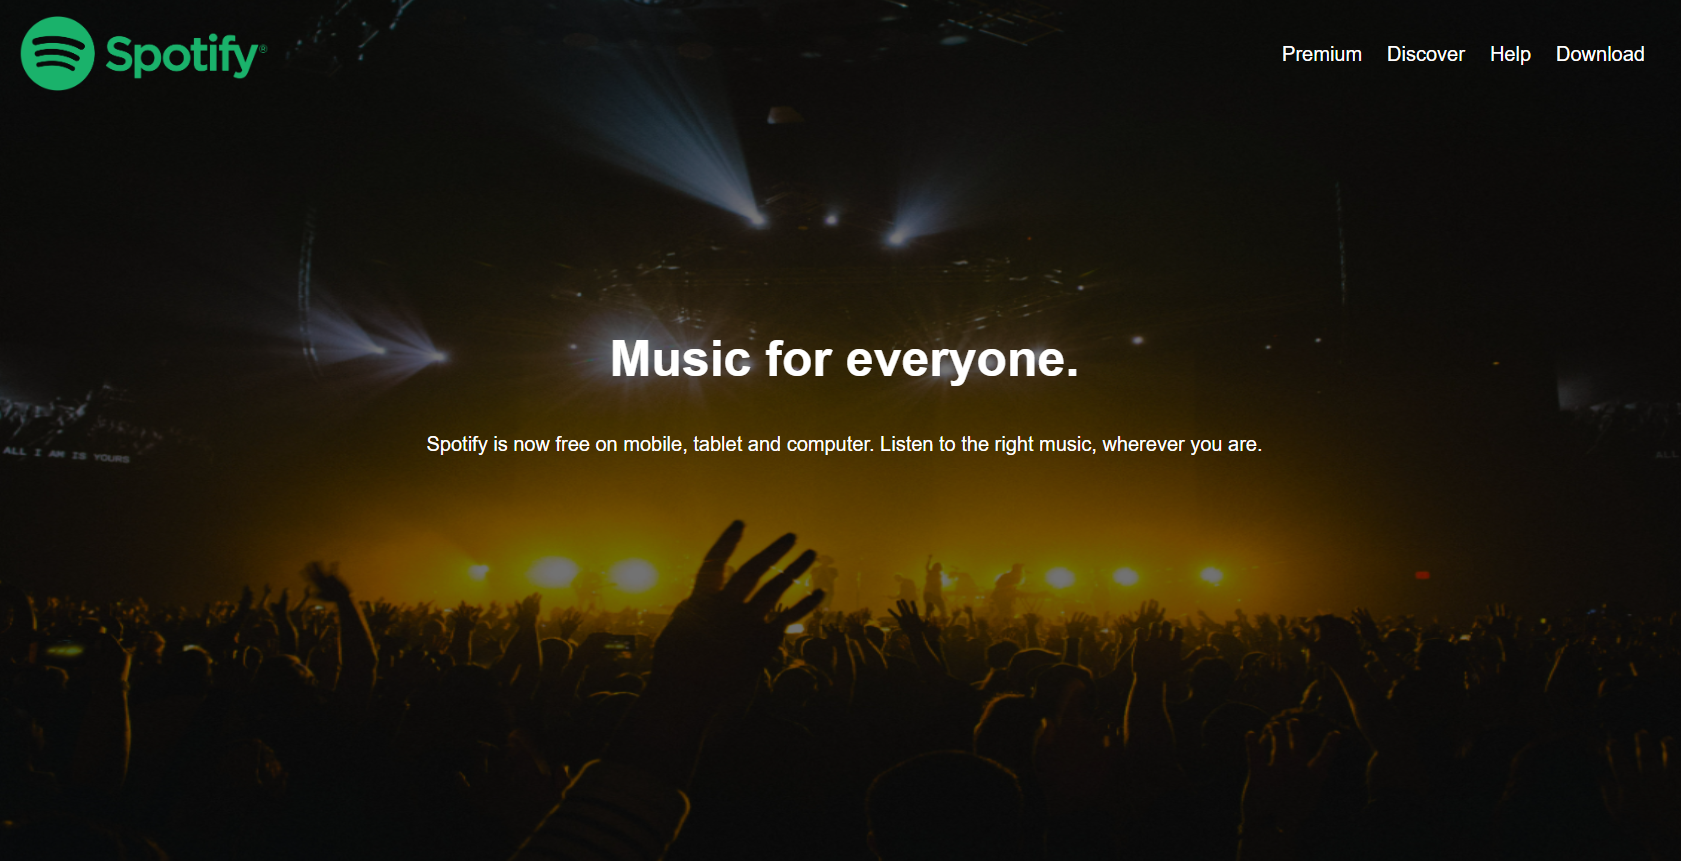 Spotify®
Premium Discover Help Download
Music for everyone.
Spotify is now free on mobile, tablet and computer. Listen to the right music, wherever you are.
ALL I AM IS YOURS
ALL